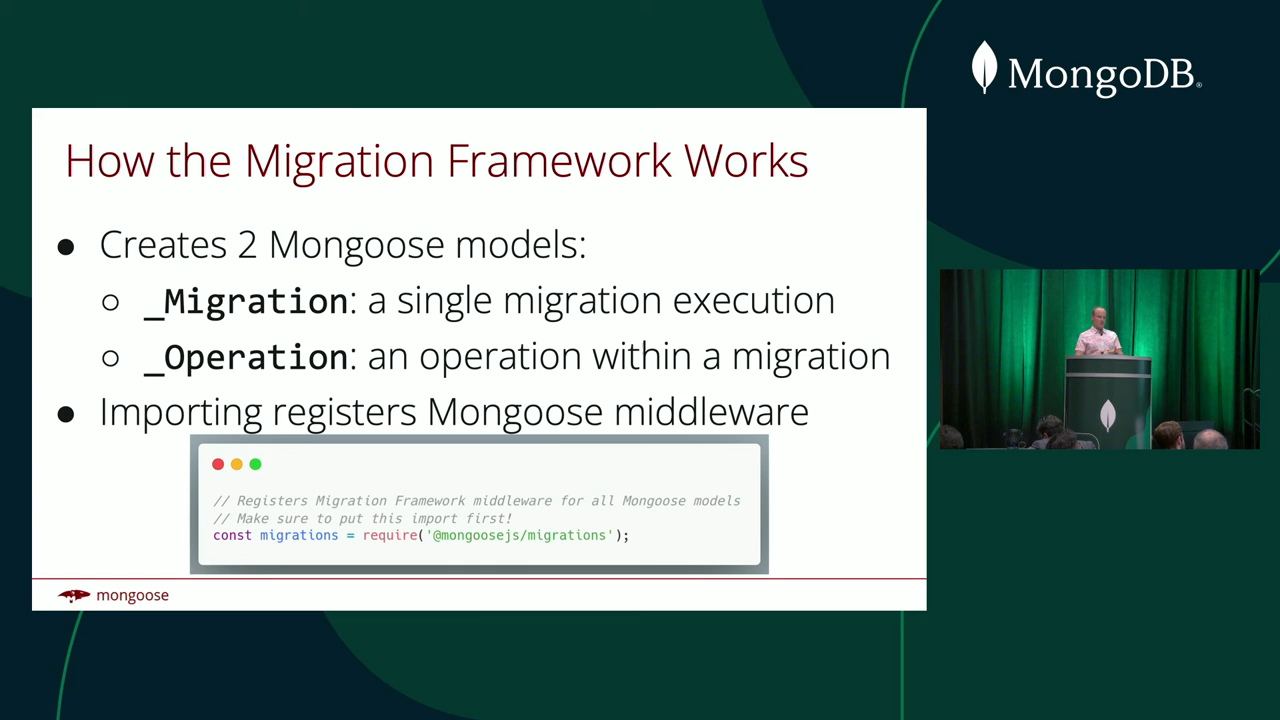 MongoDB®
How the Migration Framework Works
● Creates 2 Mongoose models:
○ _Migration: a single migration execution
○ _Operation: an operation within a migration
● Importing registers Mongoose middleware
// Registers Migration Framework middleware for all Mongoose models
// Make sure to put this import first!
const migrations = require('@mongoosejs/migrations');
mongoose